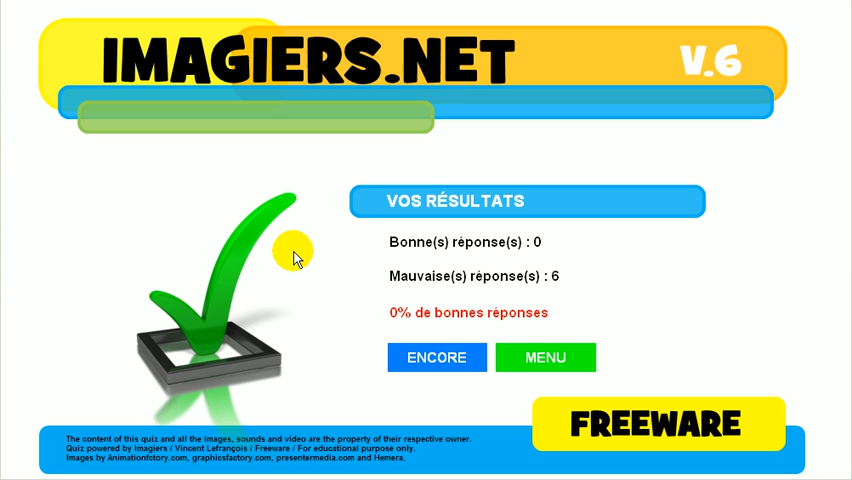 IMAGIERS.NET
V.6
VOS RÉSULTATS
Bonne(s) réponse(s) : 0
Mauvaise(s) réponse(s) : 6
0% de bonnes réponses
ENCORE
MENU
FREEWARE
The content of this quiz and all the images, sounds and video are the property of their respective owner.
Quiz powered by Imagiers / Vincent Lefrançois / Freeware / For educational purpose only.
Images by Animationfctory.com, graphicsfactory.com, presentermedia.com and Hemera.